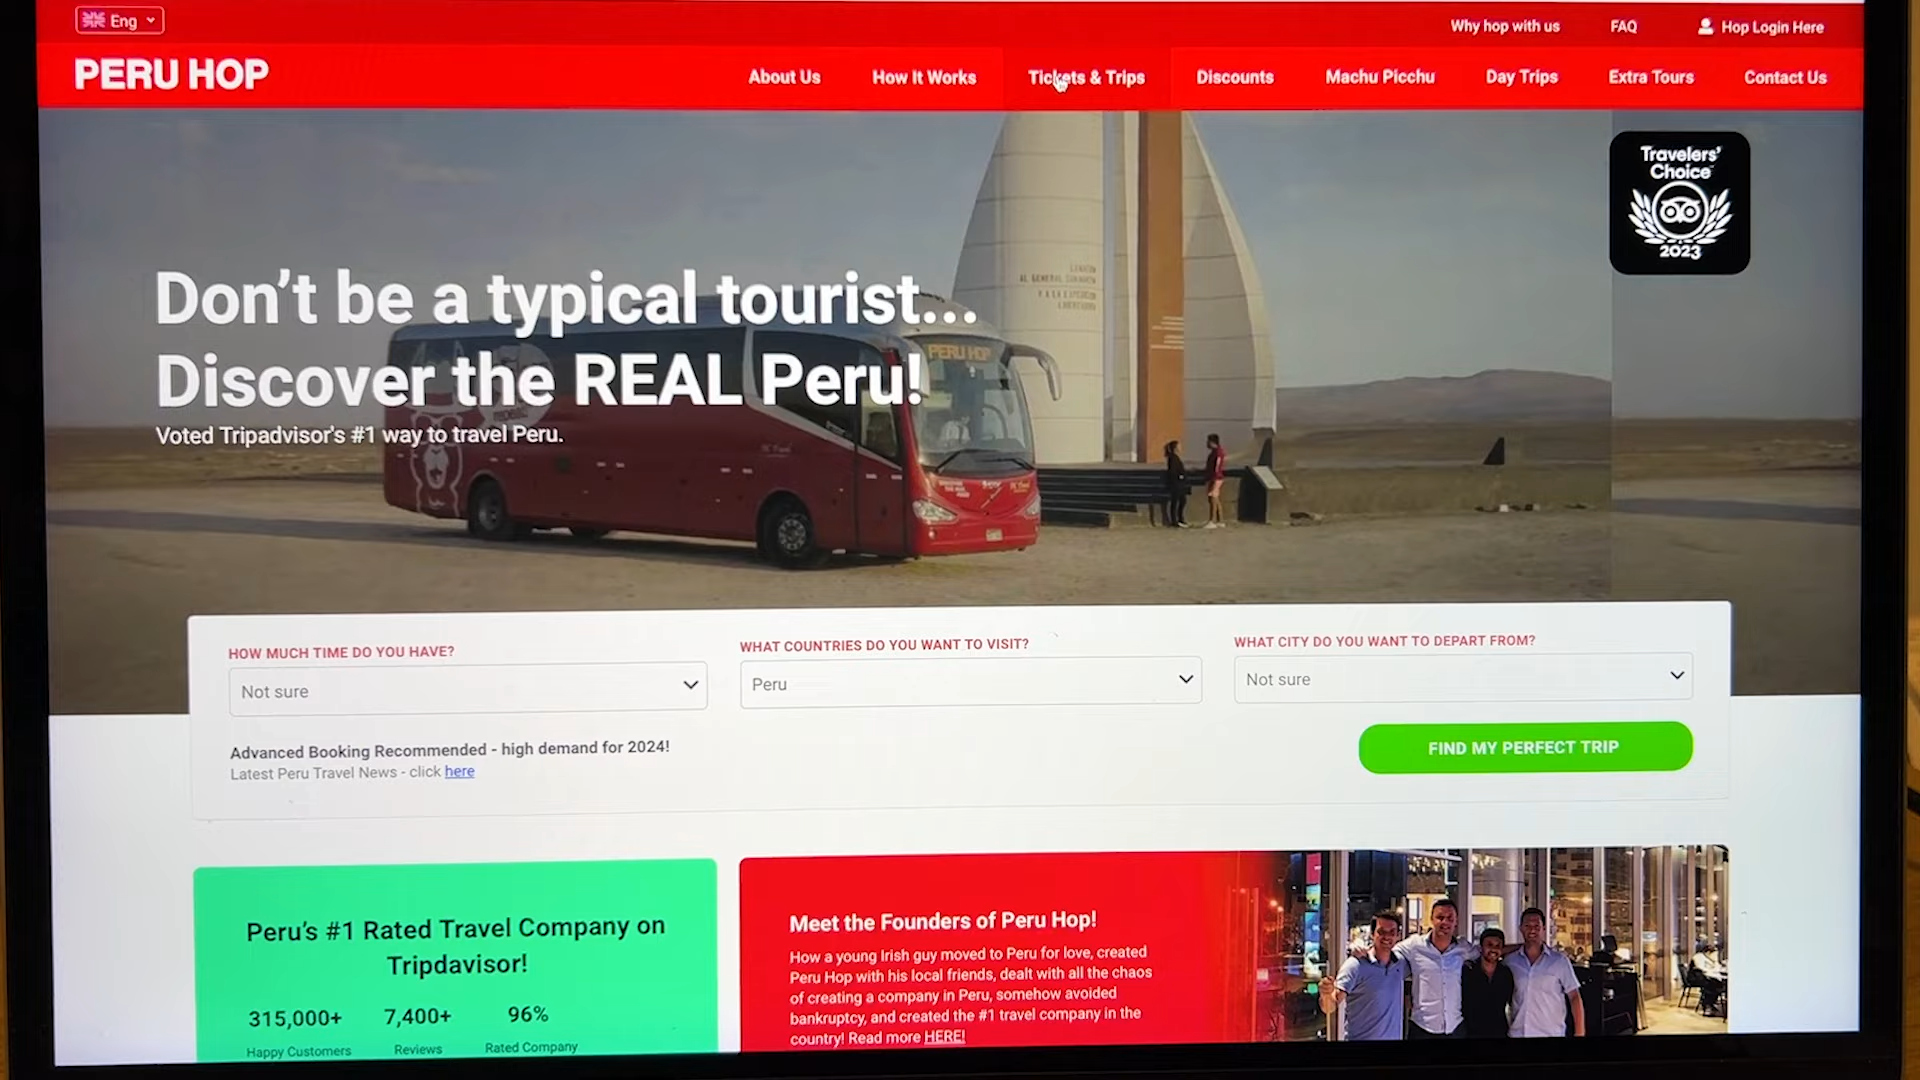 Eng
Why hop with us
FAQ
Hop Login Here
PERU HOP
About Us
How It Works
Tickets & Trips
Discounts
Machu Picchu
Day Trips
Extra Tours
Contact Us
Travelers'
Choice
2023
Don't be a typical tourist...
Discover the REAL Peru!
Voted Tripadvisor's #1 way to travel Peru.
PERU HOP
HOW MUCH TIME DO YOU HAVE?
Not sure
WHAT COUNTRIES DO YOU WANT TO VISIT?
Peru
WHAT CITY DO YOU WANT TO DEPART FROM?
Not sure
Advanced Booking Recommended - high demand for 2024!
Latest Peru Travel News - click here
FIND MY PERFECT TRIP
Peru's #1 Rated Travel Company on
Tripdavisor!
315,000+
Happy Customers
7,400+
Reviews
96%
Rated Company
Meet the Founders of Peru Hop!
How a young Irish guy moved to Peru for love, created
Peru Hop with his local friends, dealt with all the chaos
of creating a company in Peru, somehow avoided
bankruptcy, and created the #1 travel company in the
country! Read more HERE!